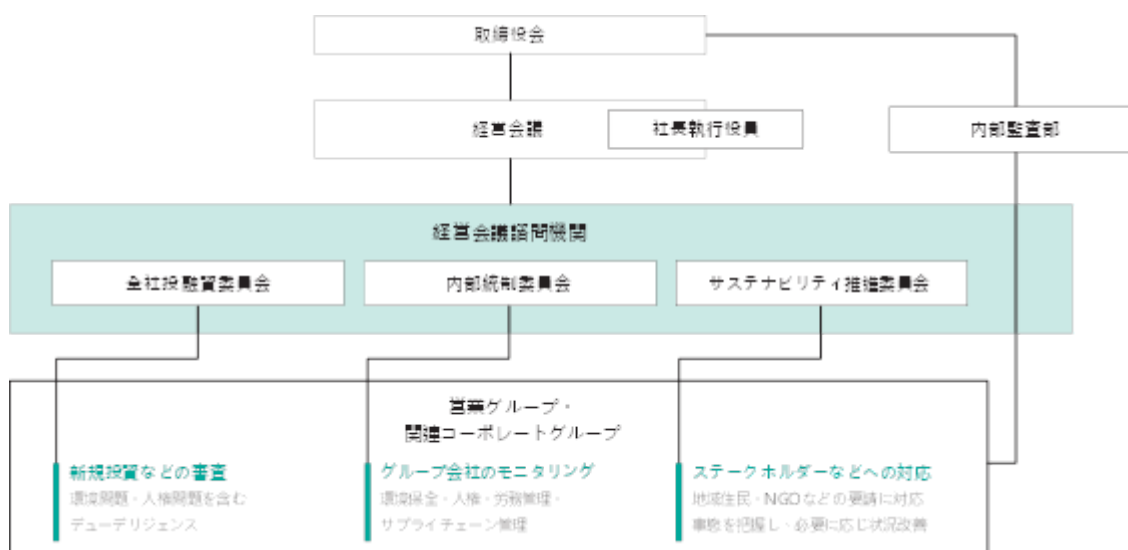 取締役会
経営会議
社長執行役員
内部監査部
経営会議諮問機関
全社投融資委員会
内部統制委員会
サステナビリティ推進委員会
営業グループ・
関連コーポレートグループ
新規投資などの審査
環境問題・人権問題を含む
デューデリジェンス
グループ会社のモニタリング
環境保全・人権・労務管理・
サプライチェーン管理
ステークホルダーなどへの対応
地域住民・NGOなどの要請に対応
事態を把握し、必要に応じ状況改善